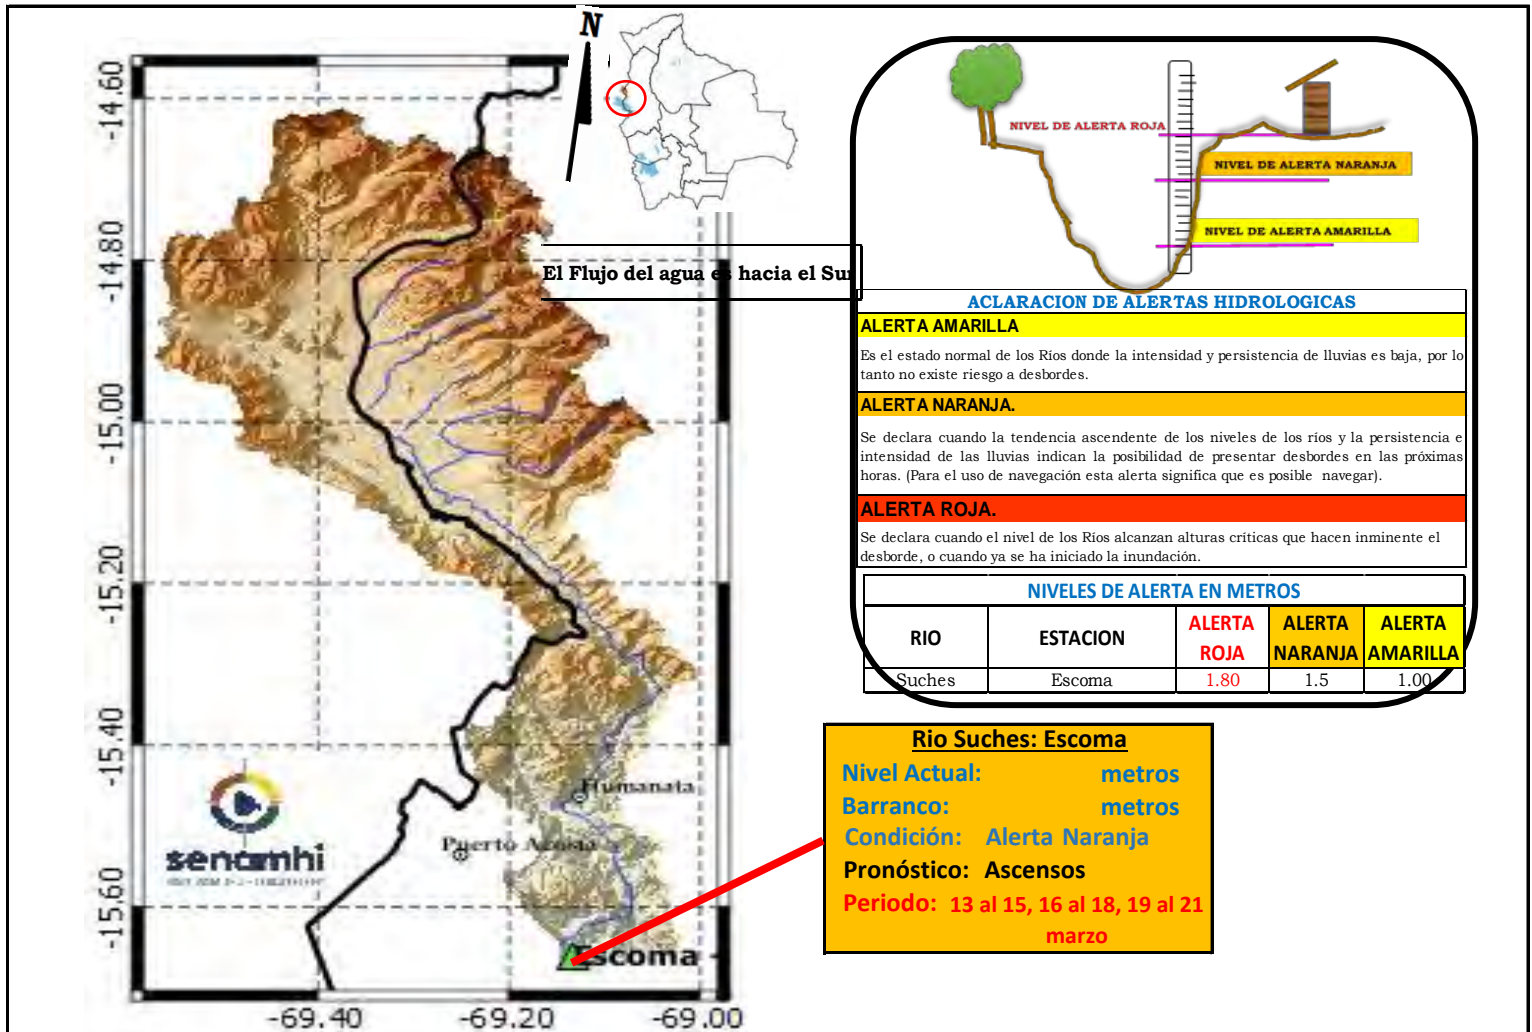 N
-14.60
-14.80
-15.00
-15.20
-15.40
-15.60
-69.40
-69.20
-69.00
El Flujo del agua es hacia el Sur
Humanata
Puerto Acosta
Escoma
senamhi
NIVEL DE ALERTA ROJA
NIVEL DE ALERTA NARANJA
NIVEL DE ALERTA AMARILLA
ACLARACION DE ALERTAS HIDROLOGICAS
ALERTA AMARILLA
Es el estado normal de los Ríos donde la intensidad y persistencia de lluvias es baja, por lo
tanto no existe riesgo a desbordes.
ALERTA NARANJA.
Se declara cuando la tendencia ascendente de los niveles de los ríos y la persistencia e
intensidad de las lluvias indican la posibilidad de presentar desbordes en las próximas
horas. (Para el uso de navegación esta alerta significa que es posible navegar).
ALERTA ROJA.
Se declara cuando el nivel de los Ríos alcanzan alturas críticas que hacen inminente el
desborde, o cuando ya se ha iniciado la inundación.
NIVELES DE ALERTA EN METROS
RIO ESTACION ALERTA ROJA ALERTA NARANJA ALERTA AMARILLA
Suches Escoma 1.80 1.5 1.00
Rio Suches: Escoma
Nivel Actual: metros
Barranco: metros
Condición: Alerta Naranja
Pronóstico: Ascensos
Periodo: 13 al 15, 16 al 18, 19 al 21
marzo